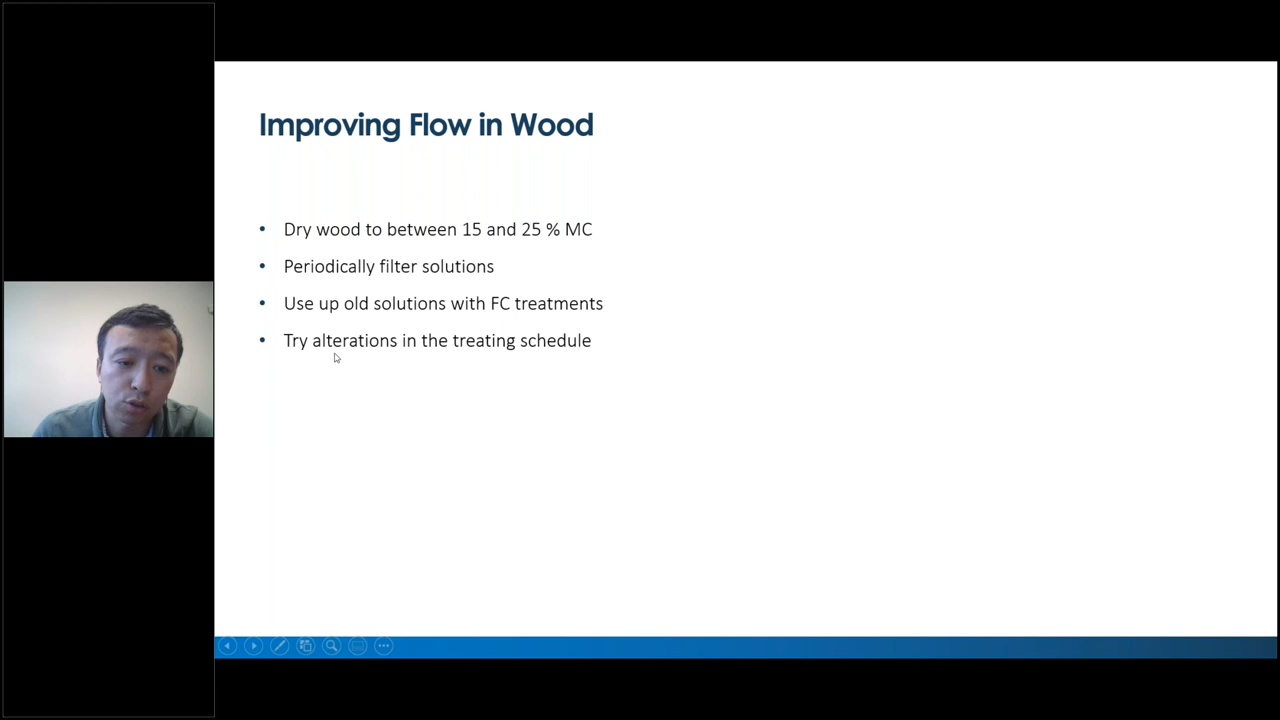 Improving Flow in Wood
• Dry wood to between 15 and 25 % MC
• Periodically filter solutions
• Use up old solutions with FC treatments
• Try alterations in the treating schedule